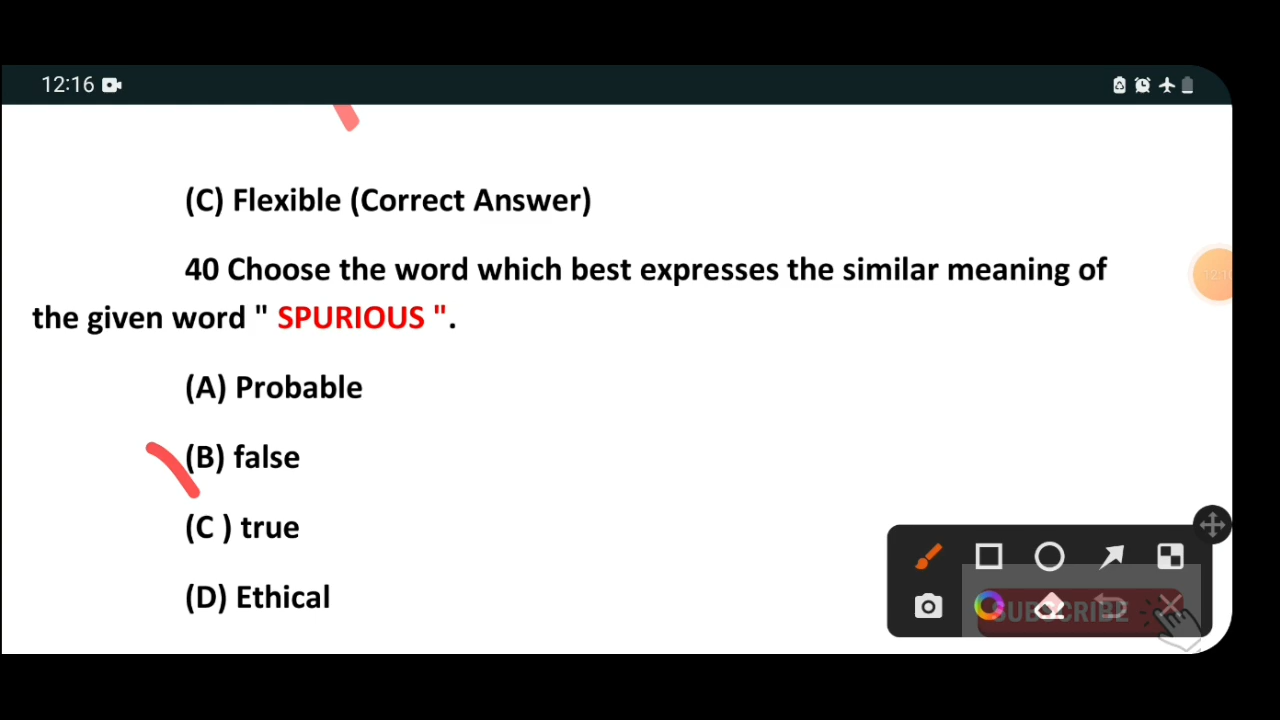 12:16
(C) Flexible (Correct Answer)
40 Choose the word which best expresses the similar meaning of
the given word " SPURIOUS ".
(A) Probable
(B) false
(C ) true
(D) Ethical
SUBSCRIBE